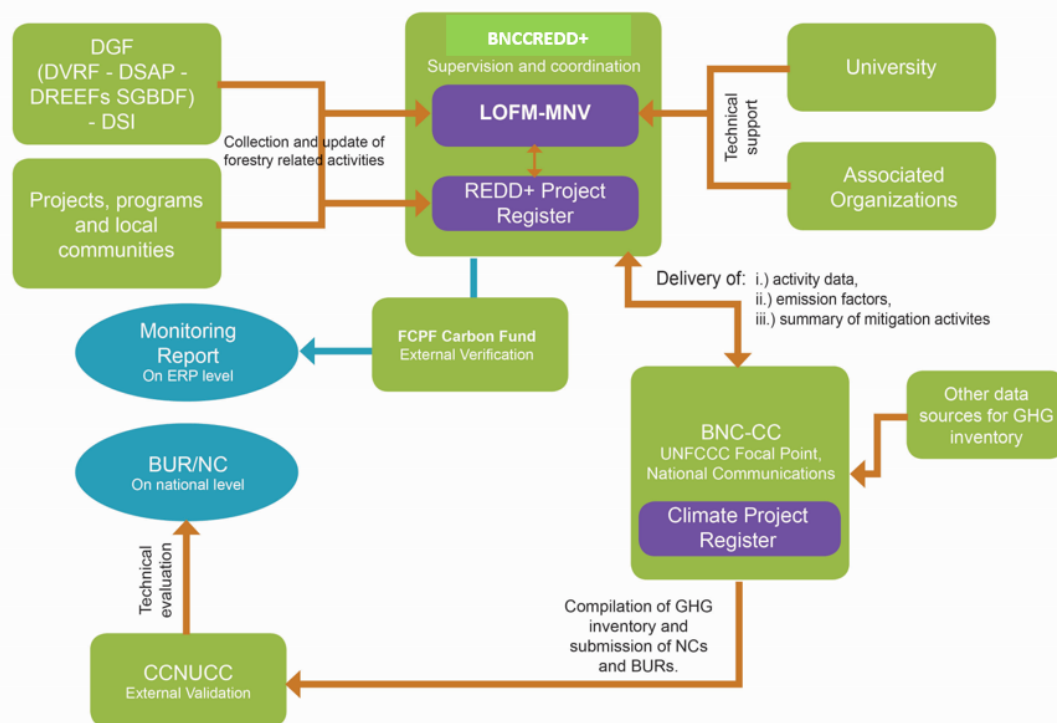 DGF
(DVRF - DSAP -
DREEFs SGBDF)
- DSI
Projects, programs
and local
communities
Collection and update of
forestry related activities
BNCCREDD+
Supervision and coordination
LOFM-MNV
REDD+ Project
Register
Technical
support
University
Associated
Organizations
Delivery of: i.) activity data,
ii.) emission factors,
iii.) summary of mitigation activites
FCPF Carbon Fund
External Verification
Monitoring
Report
On ERP level
BUR/NC
On national level
BNC-CC
UNFCCC Focal Point,
National Communications
Climate Project
Register
Other data
sources for GHG
inventory
Technical
evaluation
Compilation of GHG
inventory and
submission of NCs
and BURs.
CCNUCC
External Validation